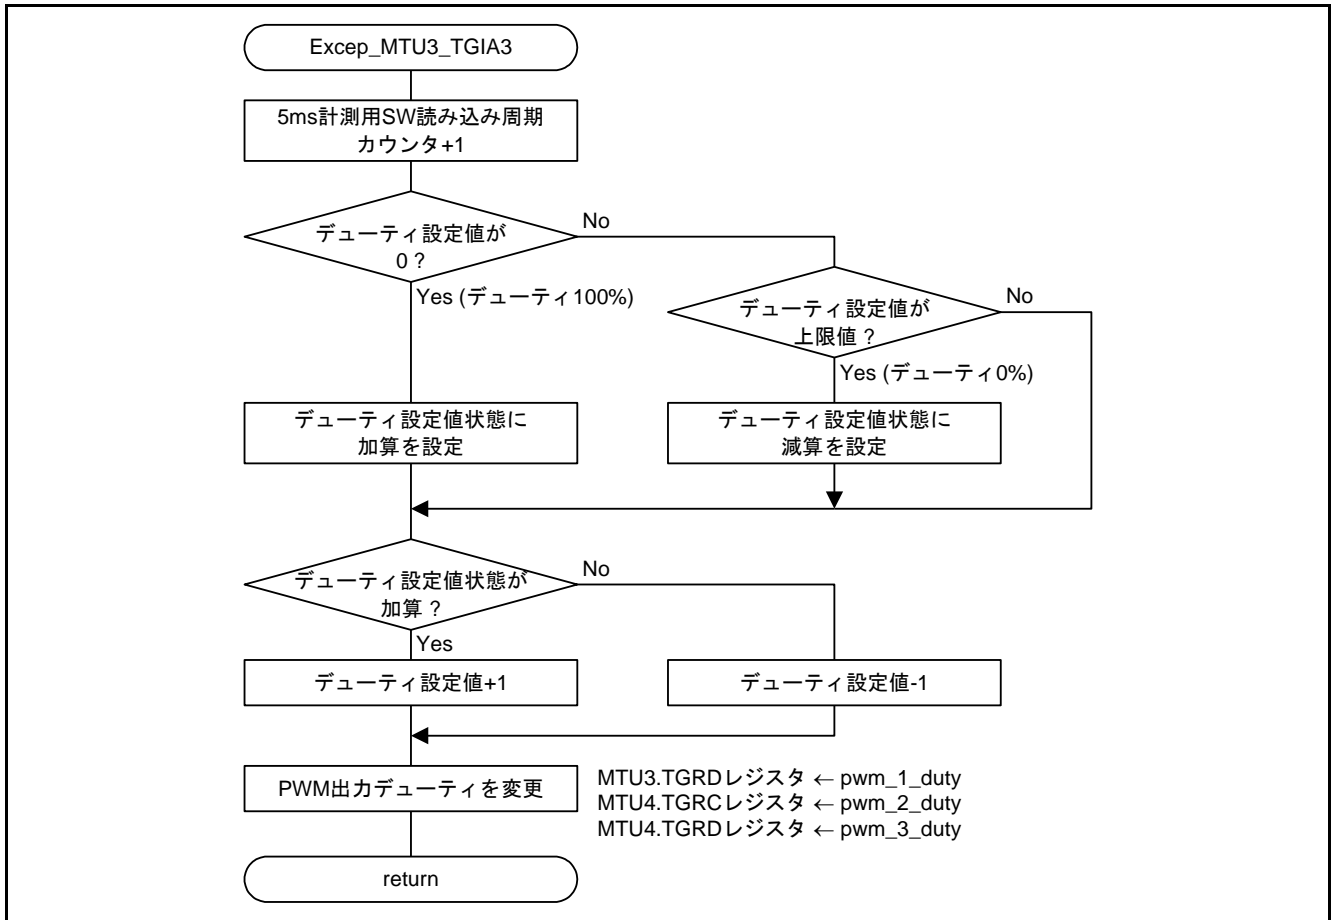 Excep_MTU3_TGIA3
5ms計測用SW読み込み周期
カウンタ+1
デューティ設定値が
0 ?
No
Yes (デューティ100%)
デューティ設定値が
上限値 ?
No
Yes (デューティ0%)
デューティ設定値状態に
加算を設定
デューティ設定値状態に
減算を設定
デューティ設定値状態が
加算 ?
No
Yes
デューティ設定値+1
デューティ設定値-1
PWM出力デューティを変更
MTU3.TGRDレジスタ ← pwm_1_duty
MTU4.TGRCレジスタ ← pwm_2_duty
MTU4.TGRDレジスタ ← pwm_3_duty
return